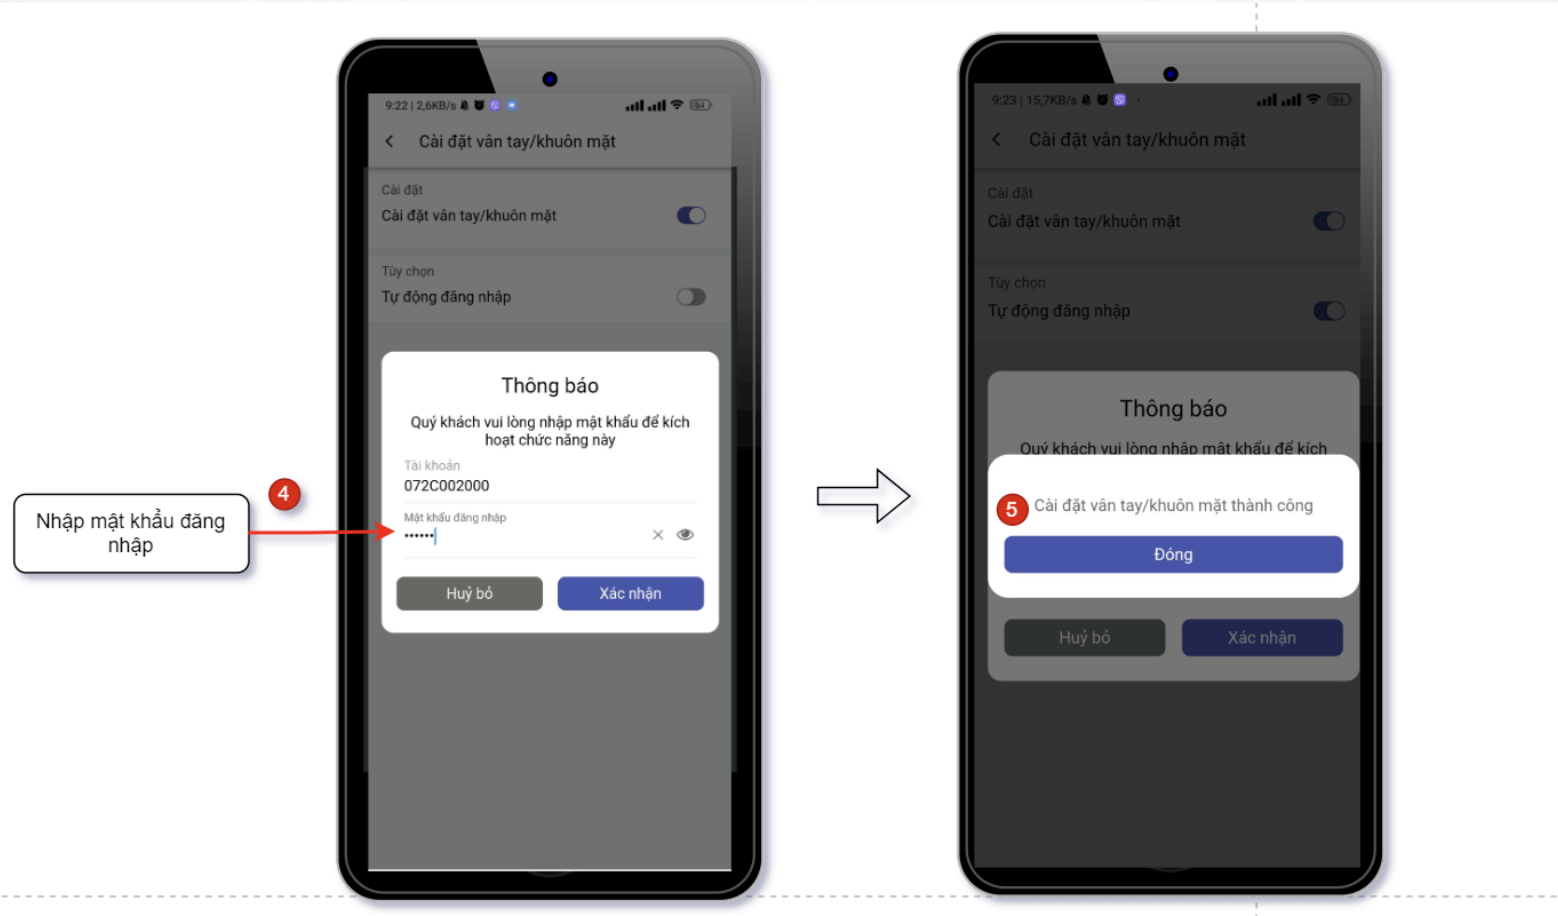 Nhập mật khẩu đăng
nhập
4
9:22 | 2,6KB/s
84
Cài đặt vân tay/khuôn mặt
Cài đặt
Cài đặt vân tay/khuôn mặt
Tùy chọn
Tự động đăng nhập
Thông báo
Quý khách vui lòng nhập mật khẩu để kích
hoạt chức năng này
Tài khoản
072C002000
Mật khẩu đăng nhập
••••••
Huỷ bỏ
Xác nhận
9:23 | 15,7KB/s
84
Cài đặt vân tay/khuôn mặt
Cài đặt
Cài đặt vân tay/khuôn mặt
Tùy chọn
Tự động đăng nhập
Thông báo
Quý khách vui lòng nhập mật khẩu để kích
5
Cài đặt vân tay/khuôn mặt thành công
Đóng
Huỷ bỏ
Xác nhận